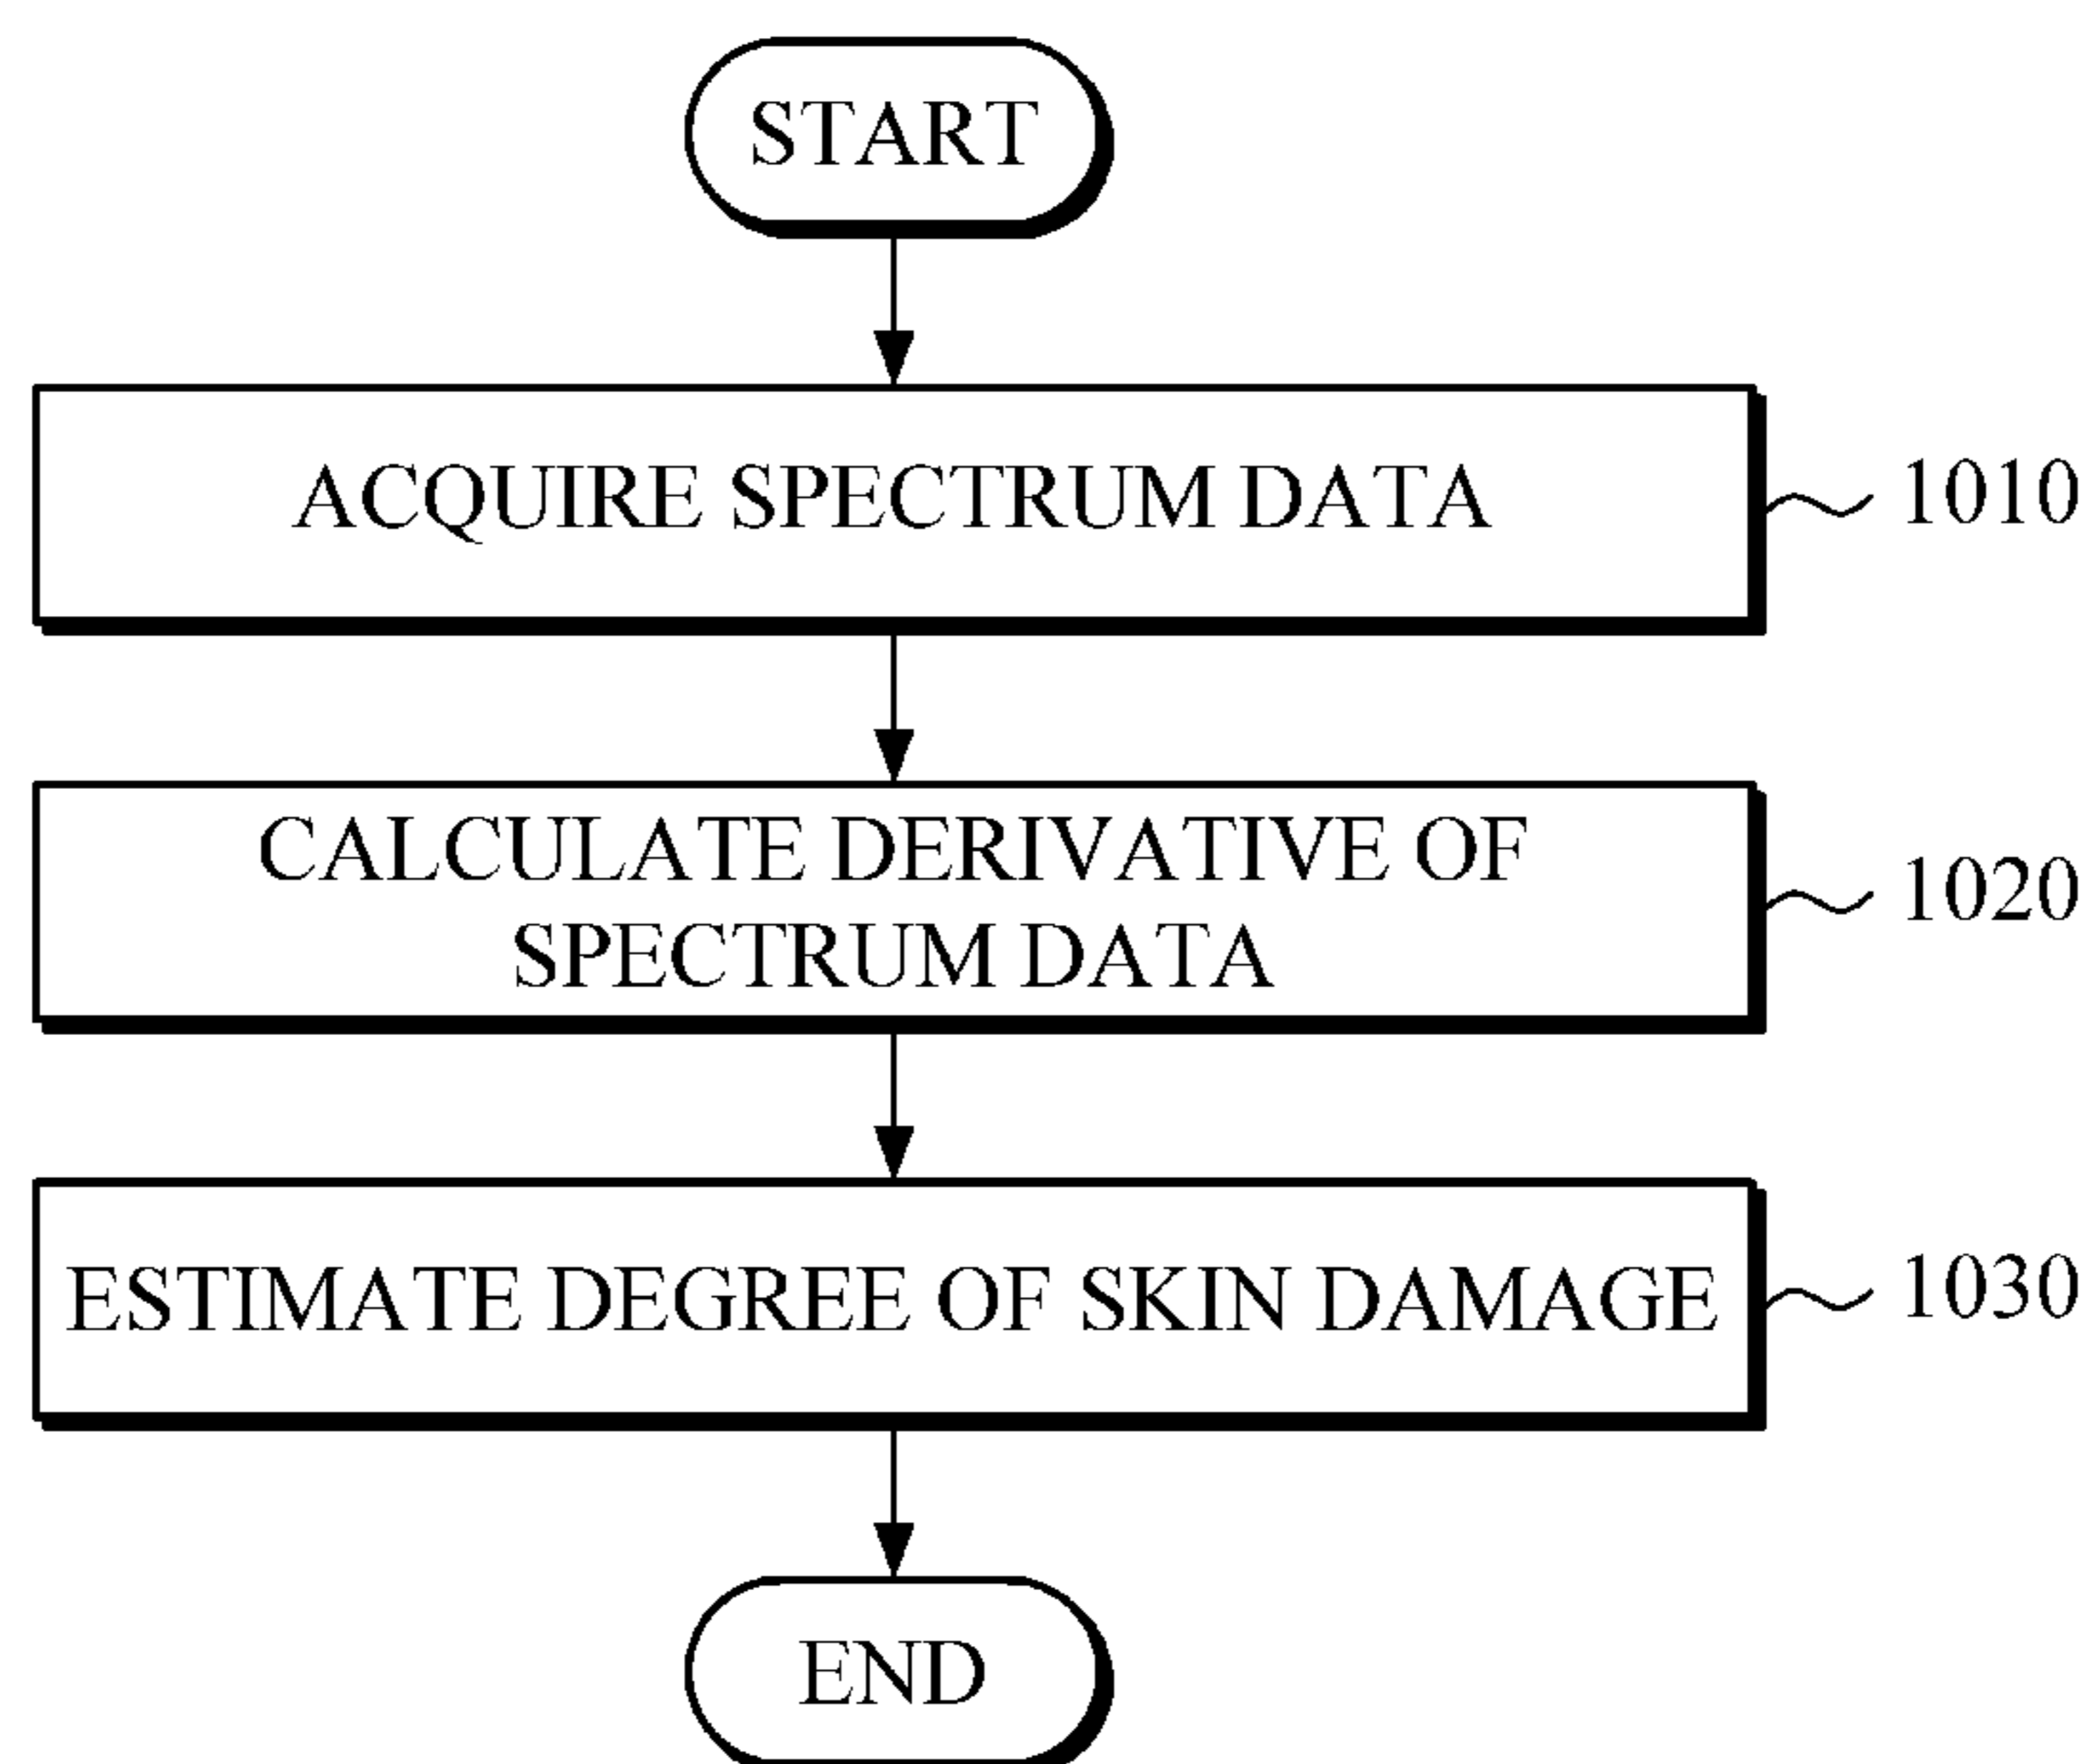 START
ACQUIRE SPECTRUM DATA
1010
CALCULATE DERIVATIVE OF
SPECTRUM DATA
1020
ESTIMATE DEGREE OF SKIN DAMAGE
1030
END